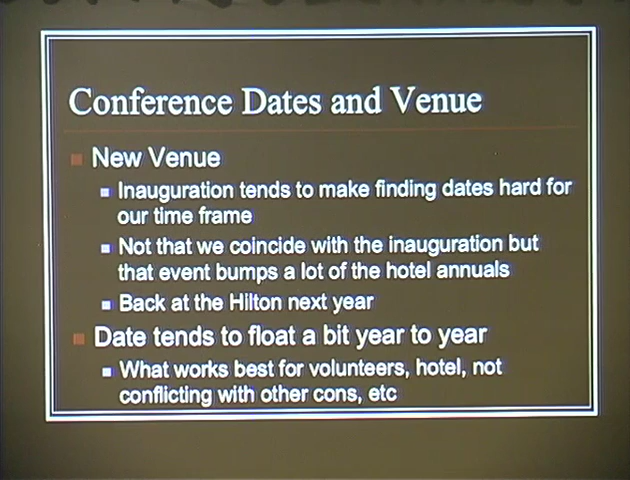 Conference Dates and Venue
New Venue
Inauguration tends to make finding dates hard for
our time frame
Not that we coincide with the inauguration but
that event bumps a lot of the hotel annuals
Back at the Hilton next year
Date tends to float a bit year to year
What works best for volunteers, hotel, not
conflicting with other cons, etc